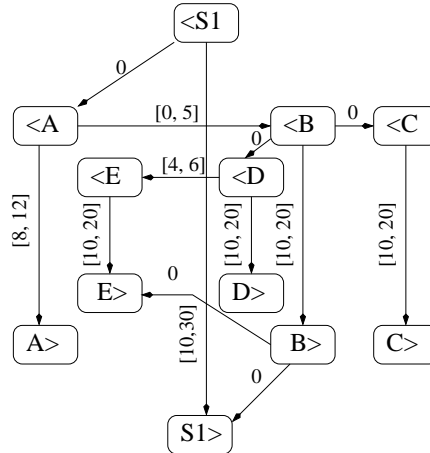 <S1
0
[0, 5]
<A
<B
0
<C
0
<E
[4, 6]
<D
[8, 12]
[10, 20]
[10, 20]
[10, 20]
[10, 20]
0
E>
D>
[10,30]
A>
B>
C>
0
S1>